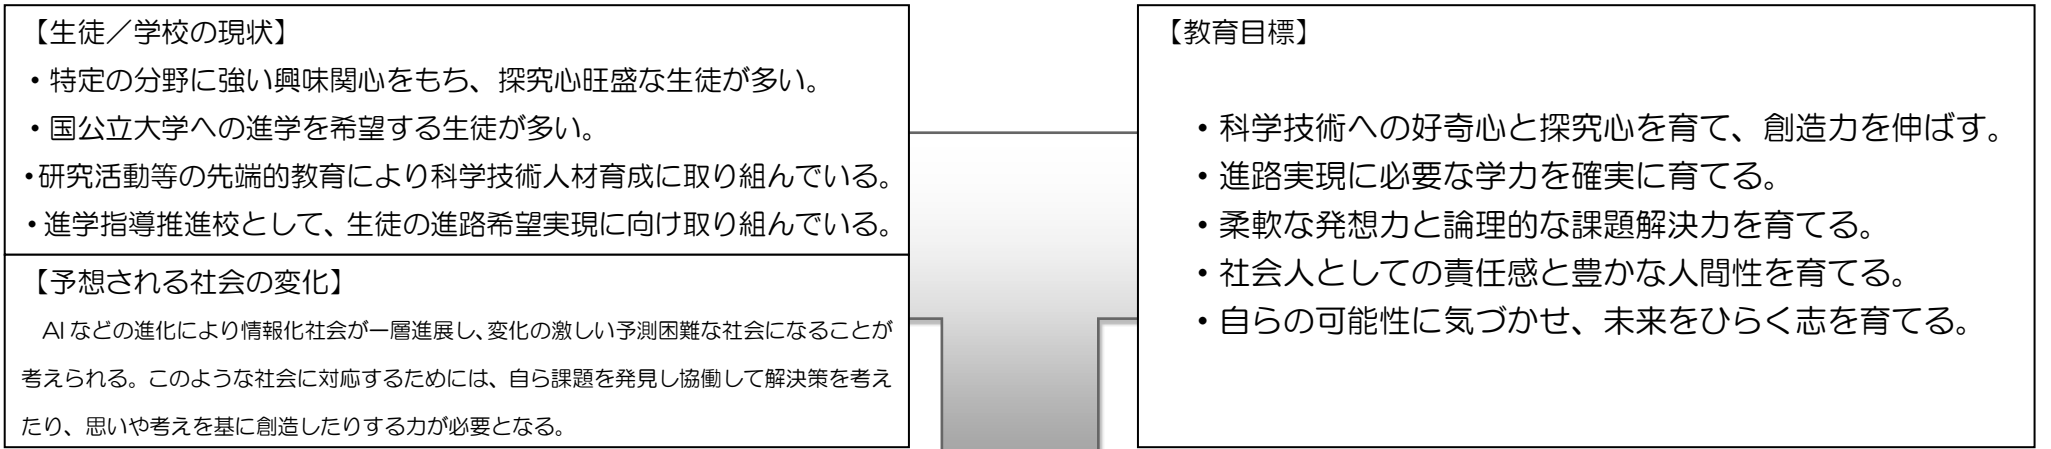 【生徒／学校の現状】
・特定の分野に強い興味関心をもち、探究心旺盛な生徒が多い。
・国公立大学への進学を希望する生徒が多い。
・研究活動等の先端的教育により科学技術人材育成に取り組んでいる。
・進学指導推進校として、生徒の進路希望実現に向け取り組んでいる。
【予想される社会の変化】
AIなどの進化により情報化社会が一層進展し、変化の激しい予測困難な社会になることが
考えられる。このような社会に対応するためには、自ら課題を発見し協働して解決策を考え
たり、思いや考えを基に創造したりする力が必要となる。
【教育目標】
・科学技術への好奇心と探究心を育て、創造力を伸ばす。
・進路実現に必要な学力を確実に育てる。
・柔軟な発想力と論理的な課題解決力を育てる。
・社会人としての責任感と豊かな人間性を育てる。
・自らの可能性に気づかせ、未来をひらく志を育てる。